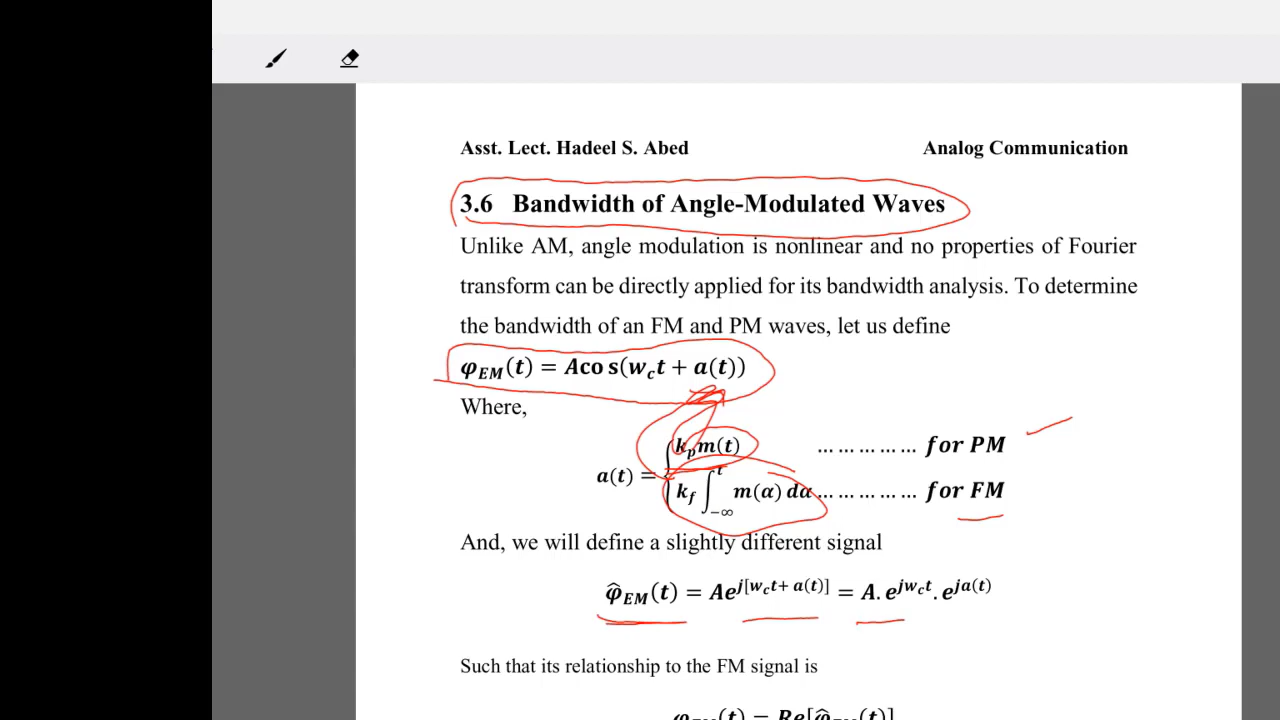 Asst. Lect. Hadeel S. Abed Analog Communication
3.6 Bandwidth of Angle-Modulated Waves
Unlike AM, angle modulation is nonlinear and no properties of Fourier
transform can be directly applied for its bandwidth analysis. To determine
the bandwidth of an FM and PM waves, let us define
φ_EM(t) = A cos(w_c t + a(t))
Where,
a(t) = { k_p m(t) ... ... ... ... ... for PM
k_f ∫_{-∞}^{t} m(α) dα ... ... ... ... ... for FM
And, we will define a slightly different signal
φ̂_EM(t) = Ae^{j[w_c t + a(t)]} = A. e^{jw_c t}. e^{ja(t)}
Such that its relationship to the FM signal is
φ_EM(t) = Re[φ̂_EM(t)]